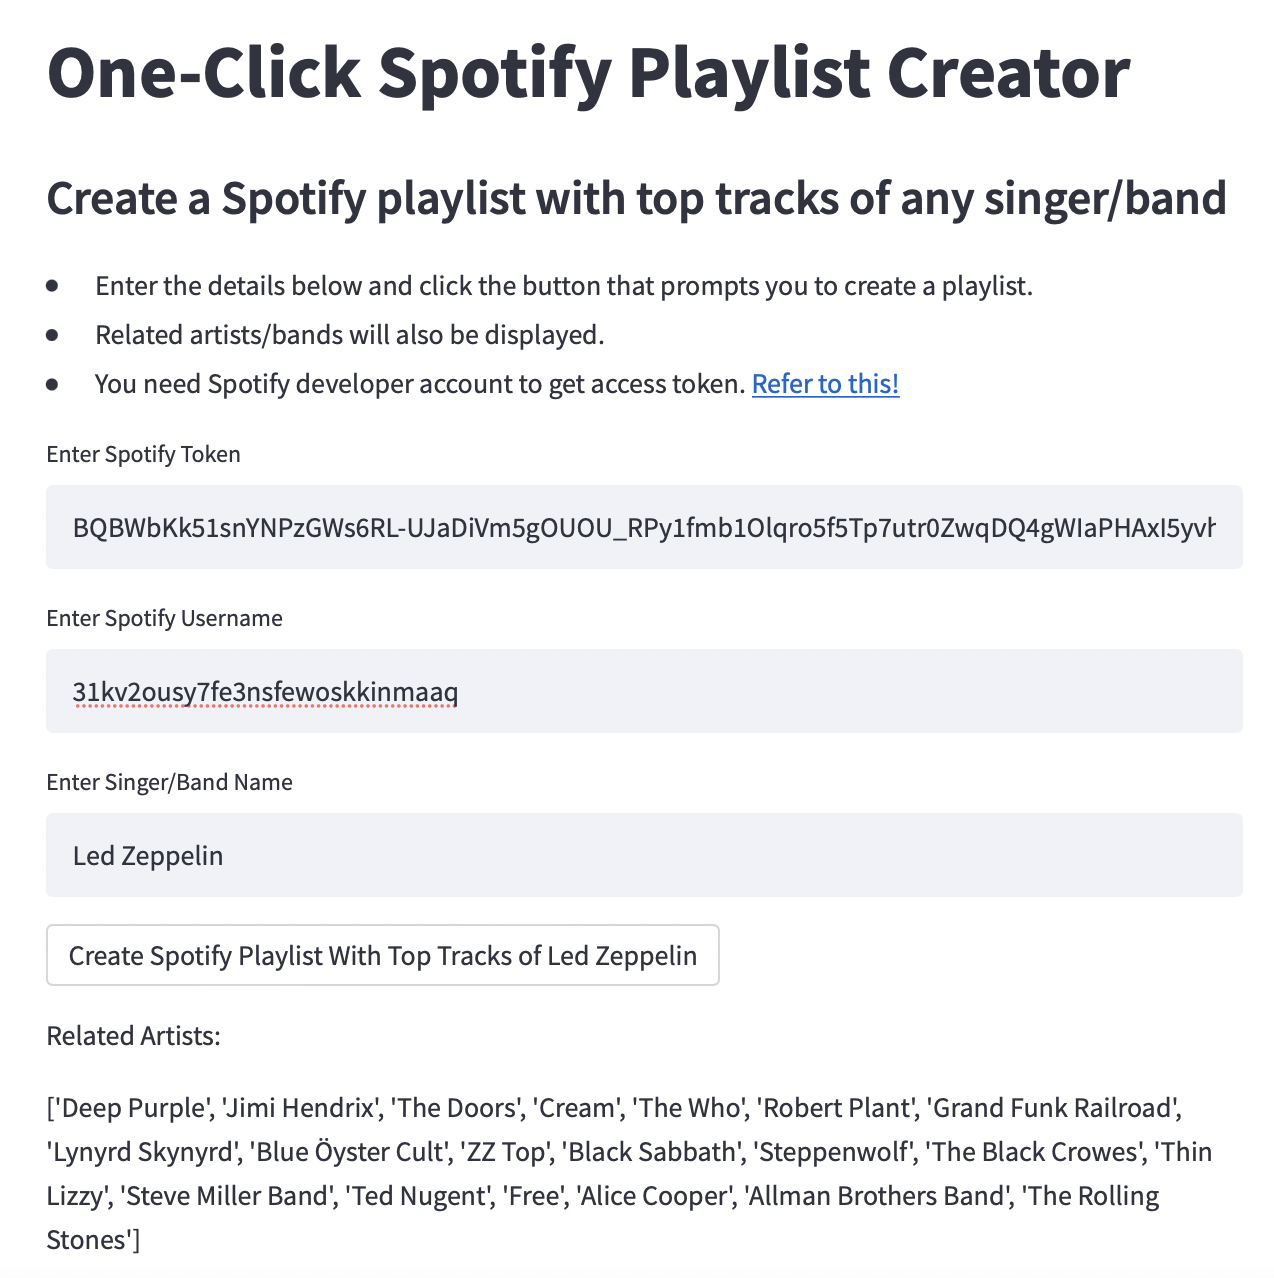 One-Click Spotify Playlist Creator
Create a Spotify playlist with top tracks of any singer/band
• Enter the details below and click the button that prompts you to create a playlist.
• Related artists/bands will also be displayed.
• You need Spotify developer account to get access token. Refer to this!
Enter Spotify Token
BQBWbKk51snYNPzGWs6RL-UJaDiVm5gOUOU_RPy1fmb1Olqro5f5Tp7utr0ZwqDQ4gWIaPHAxI5yvh
Enter Spotify Username
31kv2ousy7fe3nsfewoskkinmaaq
Enter Singer/Band Name
Led Zeppelin
Create Spotify Playlist With Top Tracks of Led Zeppelin
Related Artists:
['Deep Purple', 'Jimi Hendrix', 'The Doors', 'Cream', 'The Who', 'Robert Plant', 'Grand Funk Railroad',
'Lynyrd Skynyrd', 'Blue Öyster Cult', 'ZZ Top', 'Black Sabbath', 'Steppenwolf', 'The Black Crowes', 'Thin
Lizzy', 'Steve Miller Band', 'Ted Nugent', 'Free', 'Alice Cooper', 'Allman Brothers Band', 'The Rolling
Stones']